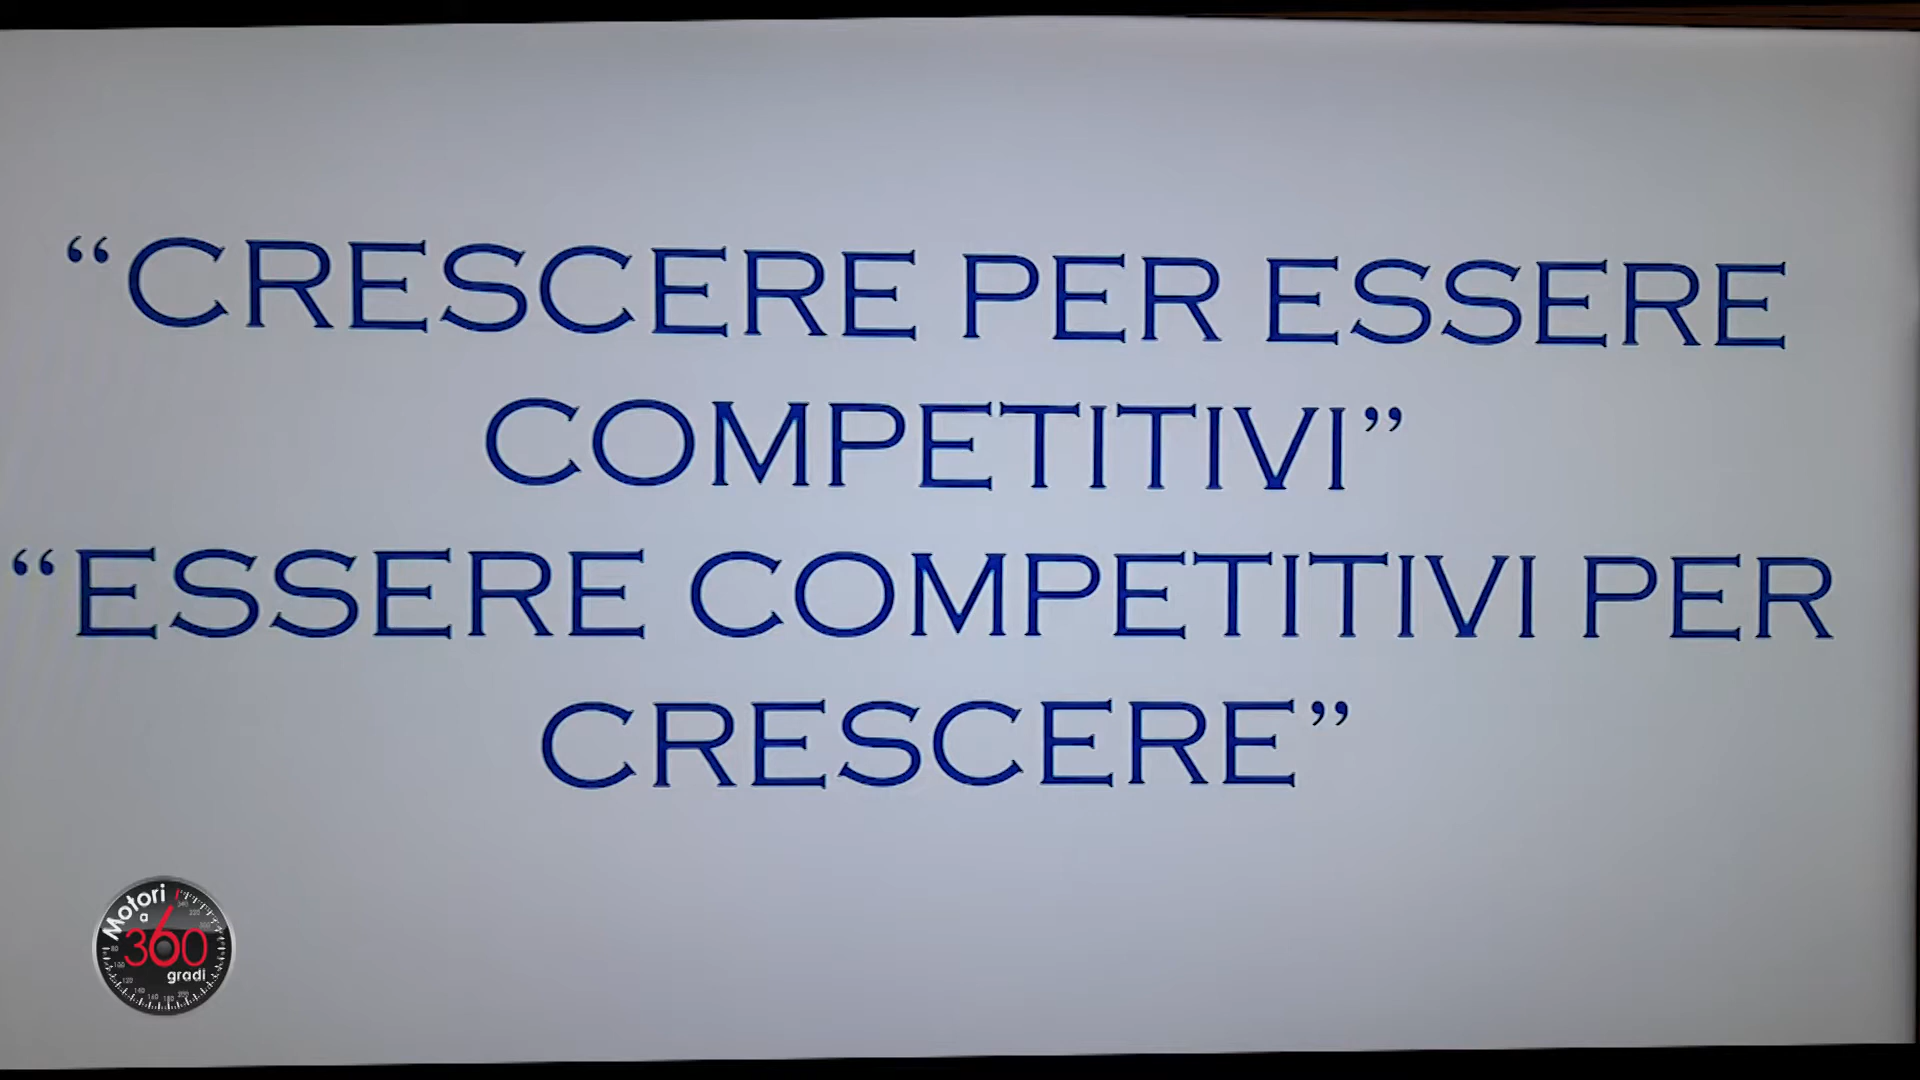 “CRESCERE PER ESSERE
COMPETITIVI”
“ESSERE COMPETITIVI PER
CRESCERE”
Motori
a
360
gradi